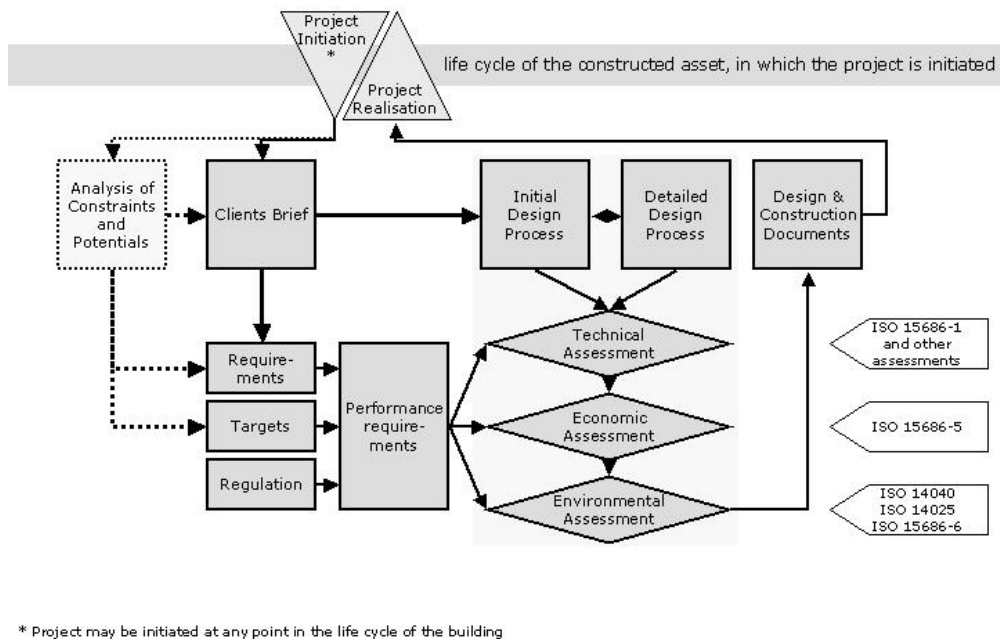 Project
Initiation
*
life cycle of the constructed asset, in which the project is initiated
Project
Realisation
Analysis of
Constraints
and
Potentials
Clients Brief
Initial
Design
Process
Detailed
Design
Process
Design &
Construction
Documents
Require-
ments
Targets
Regulation
Performance
require-
ments
Technical
Assessment
Economic
Assessment
Environmental
Assessment
ISO 15686-1
and other
assessments
ISO 15686-5
ISO 14040
ISO 14025
ISO 15686-6
* Project may be initiated at any point in the life cycle of the building